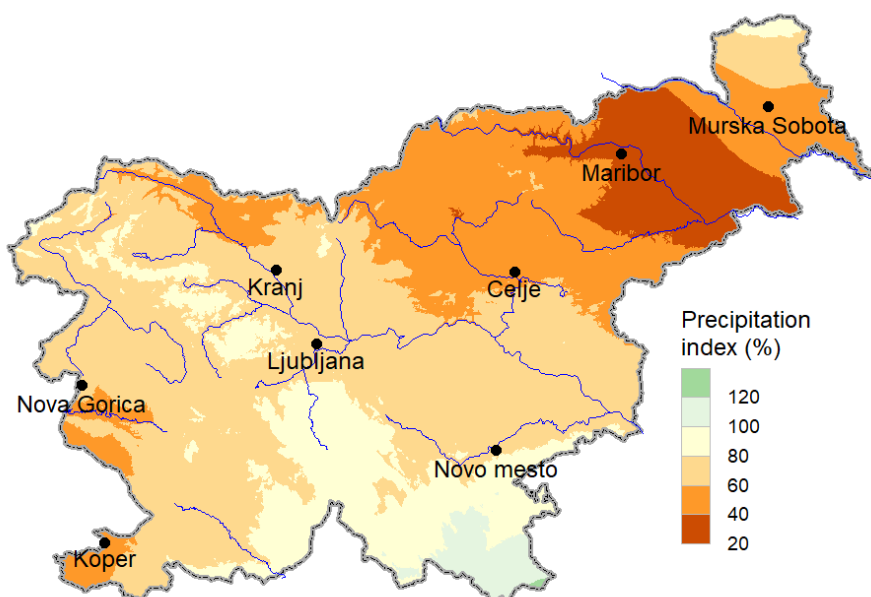 Murska Sobota
Maribor
Kranj
Celje
Ljubljana
Nova Gorica
Novo mesto
Koper
Precipitation
index (%)
120
100
80
60
40
20